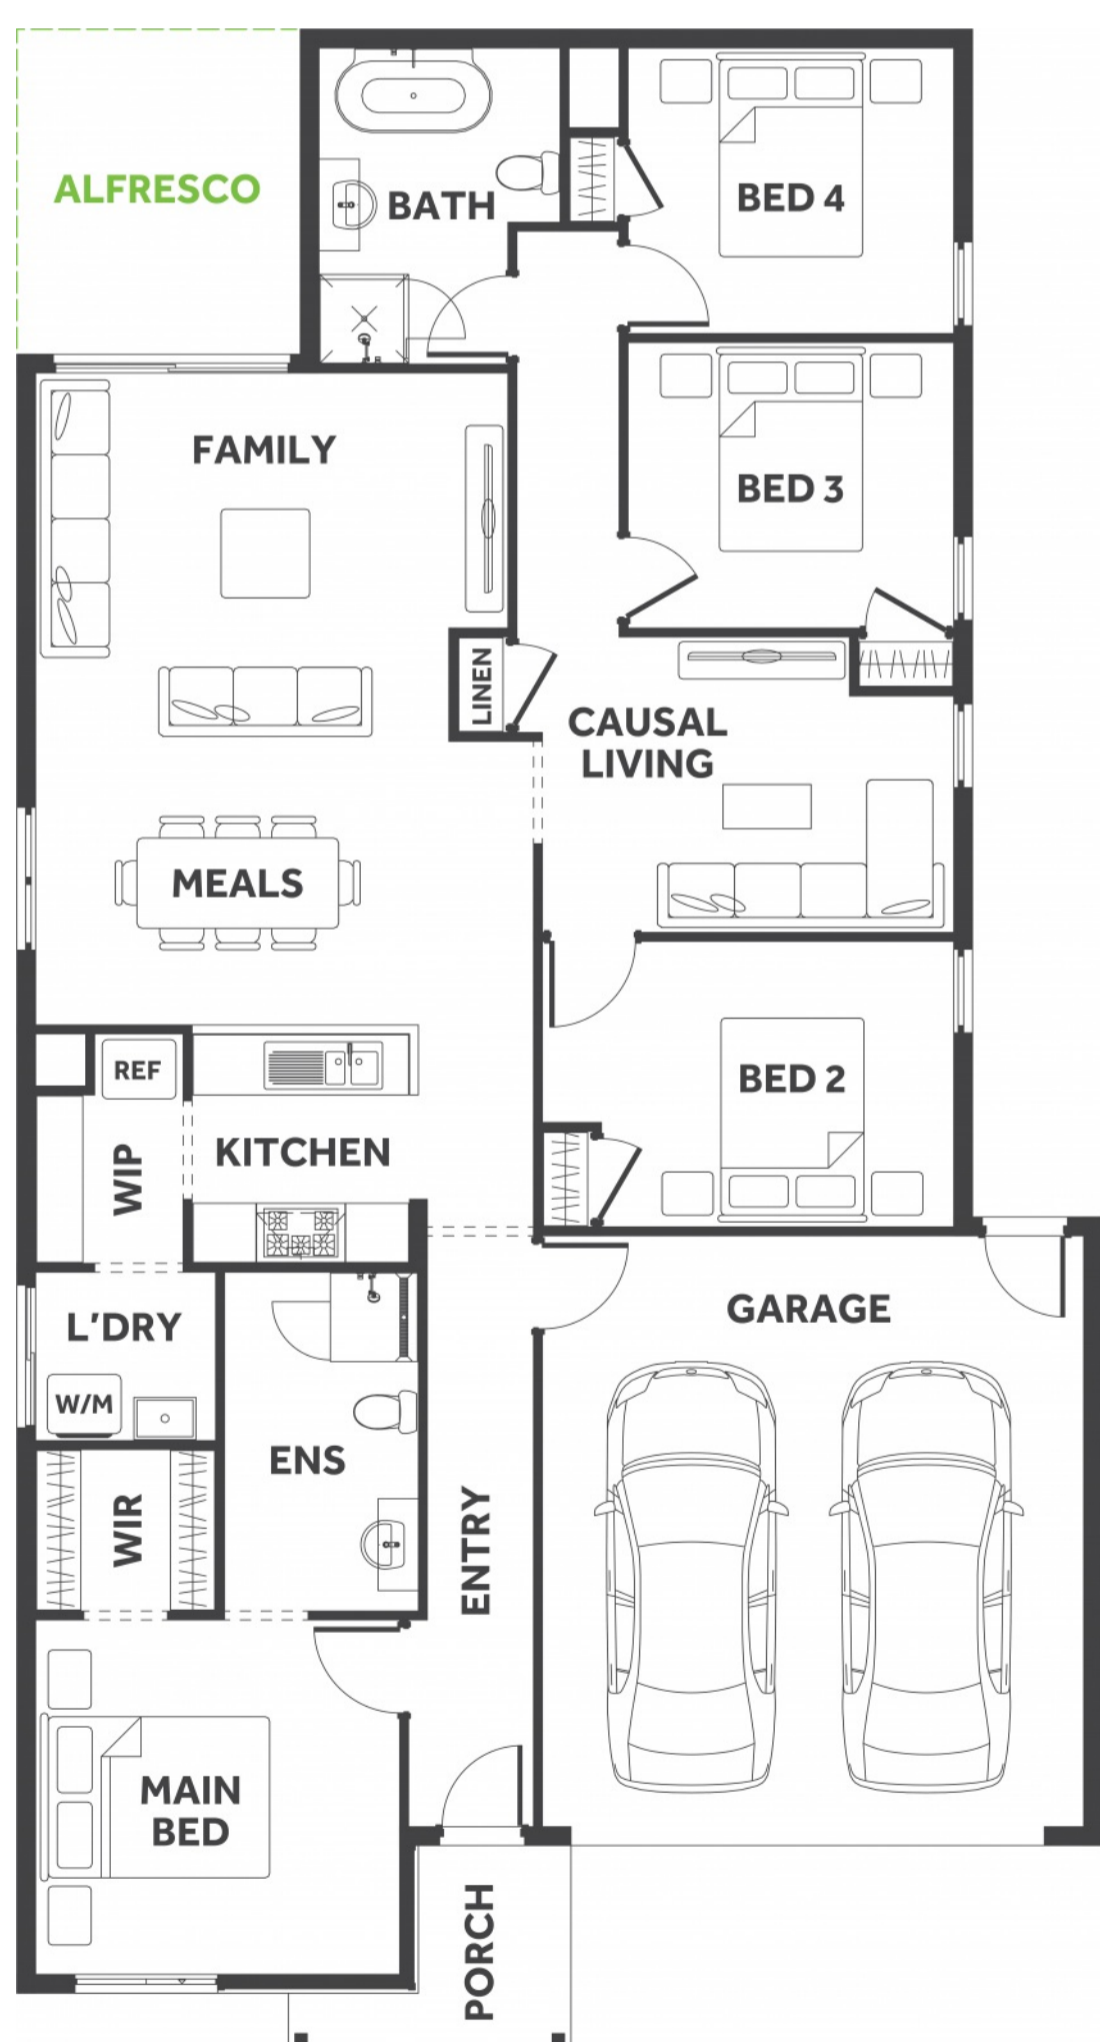 ALFRESCO
BATH
BED 4
FAMILY
BED 3
LINEN
CAUSAL
LIVING
MEALS
REF
BED 2
WIP
KITCHEN
L'DRY
GARAGE
W/M
ENS
WIR
ENTRY
MAIN
BED
PORCH